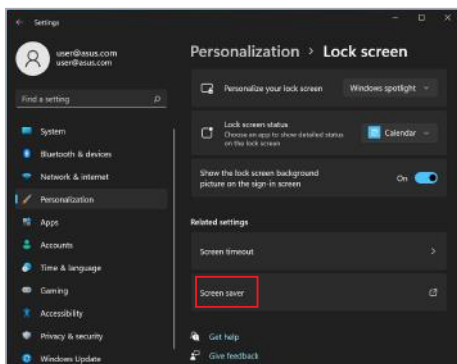 Settings
user@asus.com
user@asus.com
Find a setting
System
Bluetooth & devices
Network & internet
Personalization
Apps
Accounts
Time & language
Gaming
Accessibility
Privacy & security
Windows Update
Personalization > Lock screen
Personalize your lock screen
Windows spotlight
Lock screen status
Choose an app to show detailed status
on the lock screen
Calendar
Show the lock screen background
picture on the sign-in screen
On
Related settings
Screen timeout
Screen saver
Get help
Give feedback